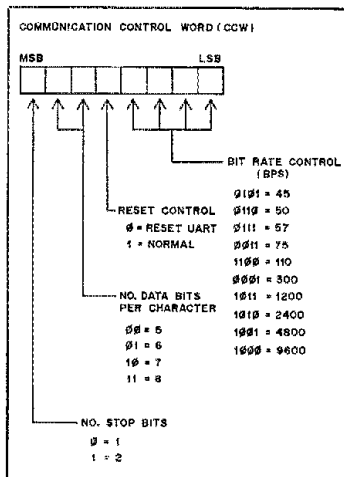 COMMUNICATION CONTROL WORD (CCW)
MSB LSB
BIT RATE CONTROL
(BPS)
0101 = 45
0110 = 50
0111 = 57
0011 = 75
1100 = 110
0001 = 300
1011 = 1200
1010 = 2400
1001 = 4800
1000 = 9600
RESET CONTROL
0 = RESET UART
1 = NORMAL
NO. DATA BITS
PER CHARACTER
00 = 5
01 = 6
10 = 7
11 = 8
NO. STOP BITS
0 = 1
1 = 2